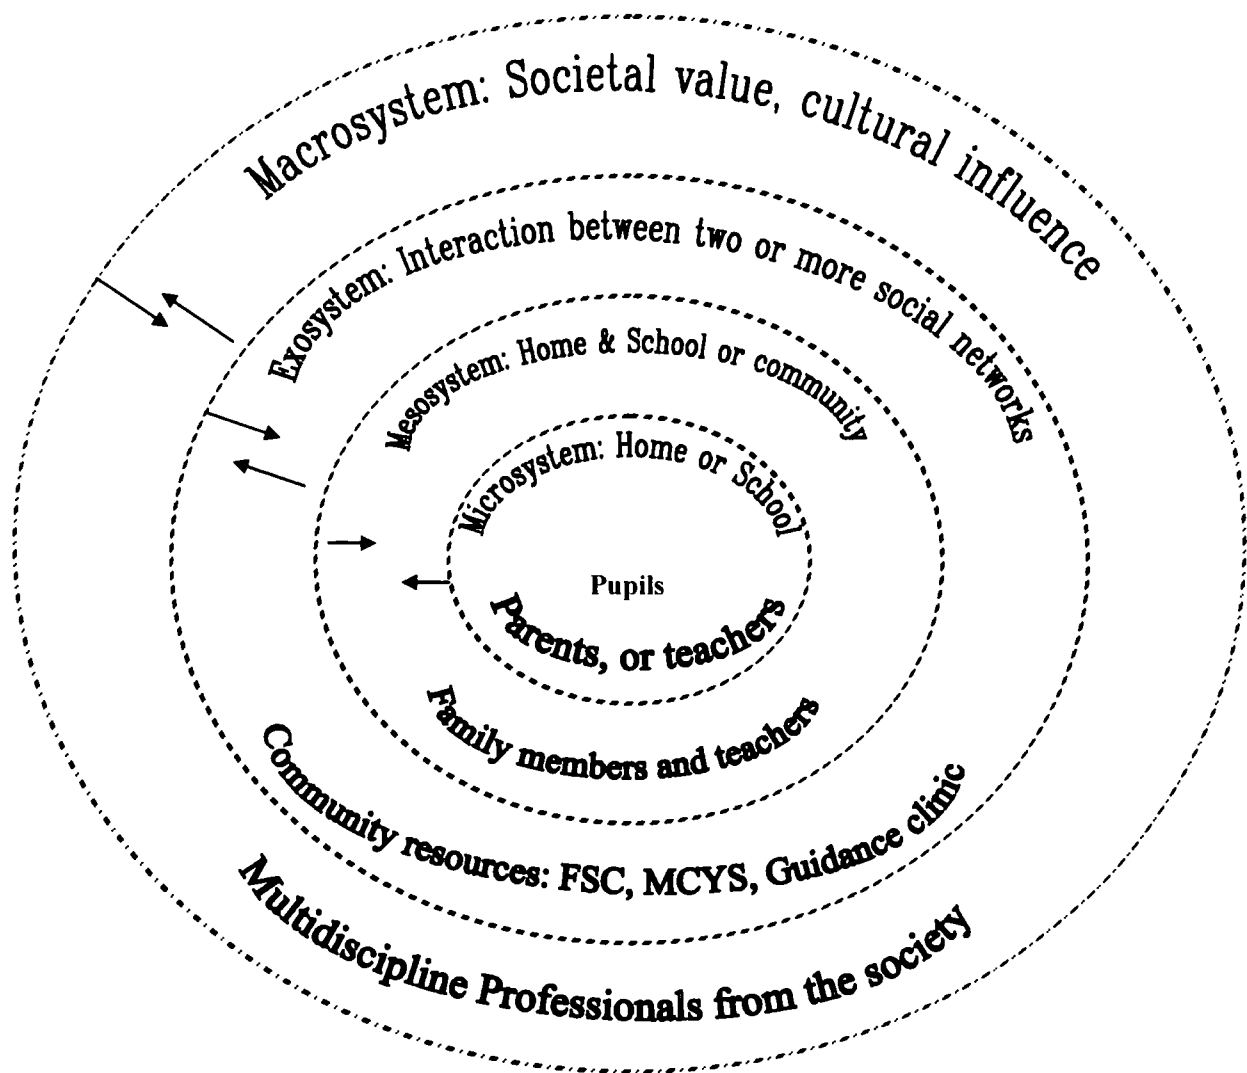 Macrosystem: Societal value, cultural influence
Exosystem: Interaction between two or more social networks
Mesosystem: Home & School or community
Microsystem: Home or School
Pupils
Parents, or teachers
Family members and teachers
Community resources: FSC, MCYS, Guidance clinic
Multidiscipline Professionals from the society